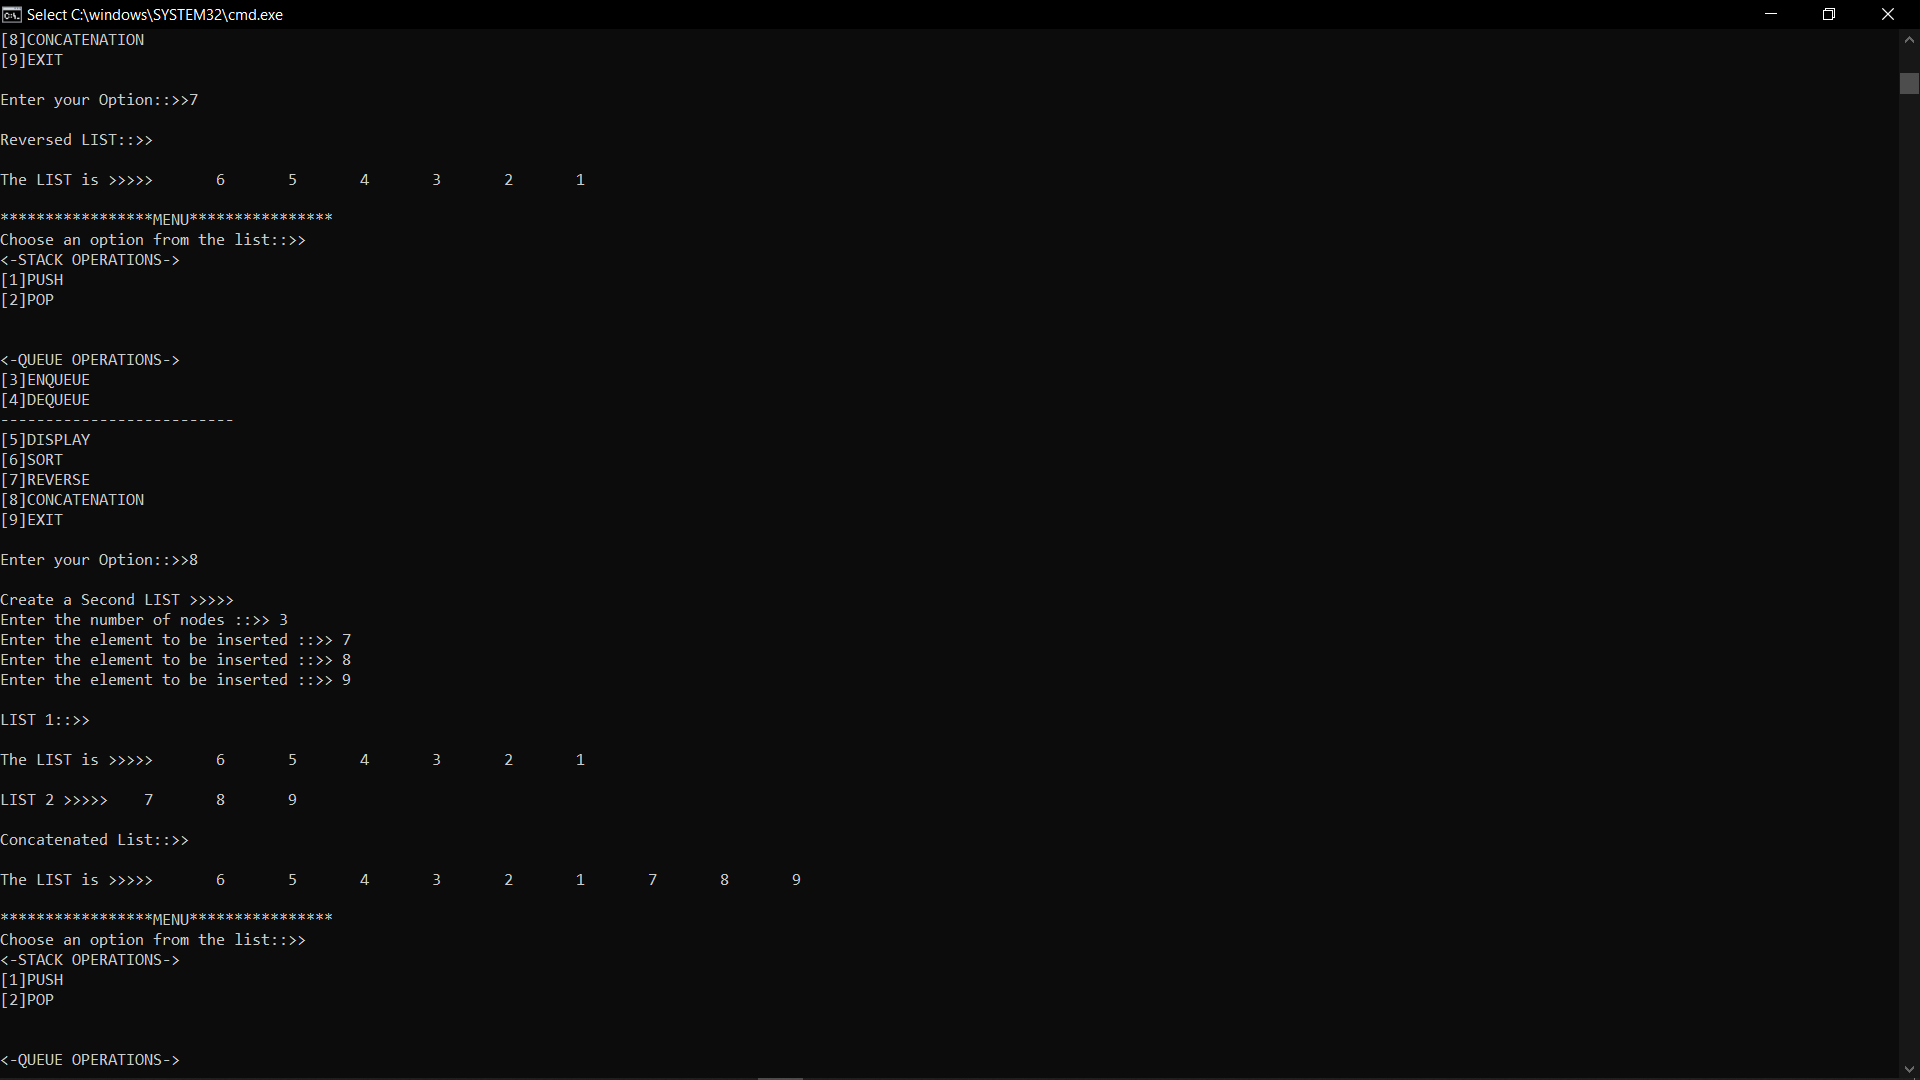 Select C:\windows\SYSTEM32\cmd.exe
[8]CONCATENATION
[9]EXIT
Enter your Option::>>7
Reversed LIST::>>
The LIST is >>>>>       6       5       4       3       2       1
*****************MENU****************
Choose an option from the list::>>
<-STACK OPERATIONS->
[1]PUSH
[2]POP
<-QUEUE OPERATIONS->
[3]ENQUEUE
[4]DEQUEUE
--------------------------
[5]DISPLAY
[6]SORT
[7]REVERSE
[8]CONCATENATION
[9]EXIT
Enter your Option::>>8
Create a Second LIST >>>>>
Enter the number of nodes ::>> 3
Enter the element to be inserted ::>> 7
Enter the element to be inserted ::>> 8
Enter the element to be inserted ::>> 9
LIST 1::>>
The LIST is >>>>>       6       5       4       3       2       1
LIST 2 >>>>>    7       8       9
Concatenated List::>>
The LIST is >>>>>       6       5       4       3       2       1       7       8       9
*****************MENU****************
Choose an option from the list::>>
<-STACK OPERATIONS->
[1]PUSH
[2]POP
<-QUEUE OPERATIONS->